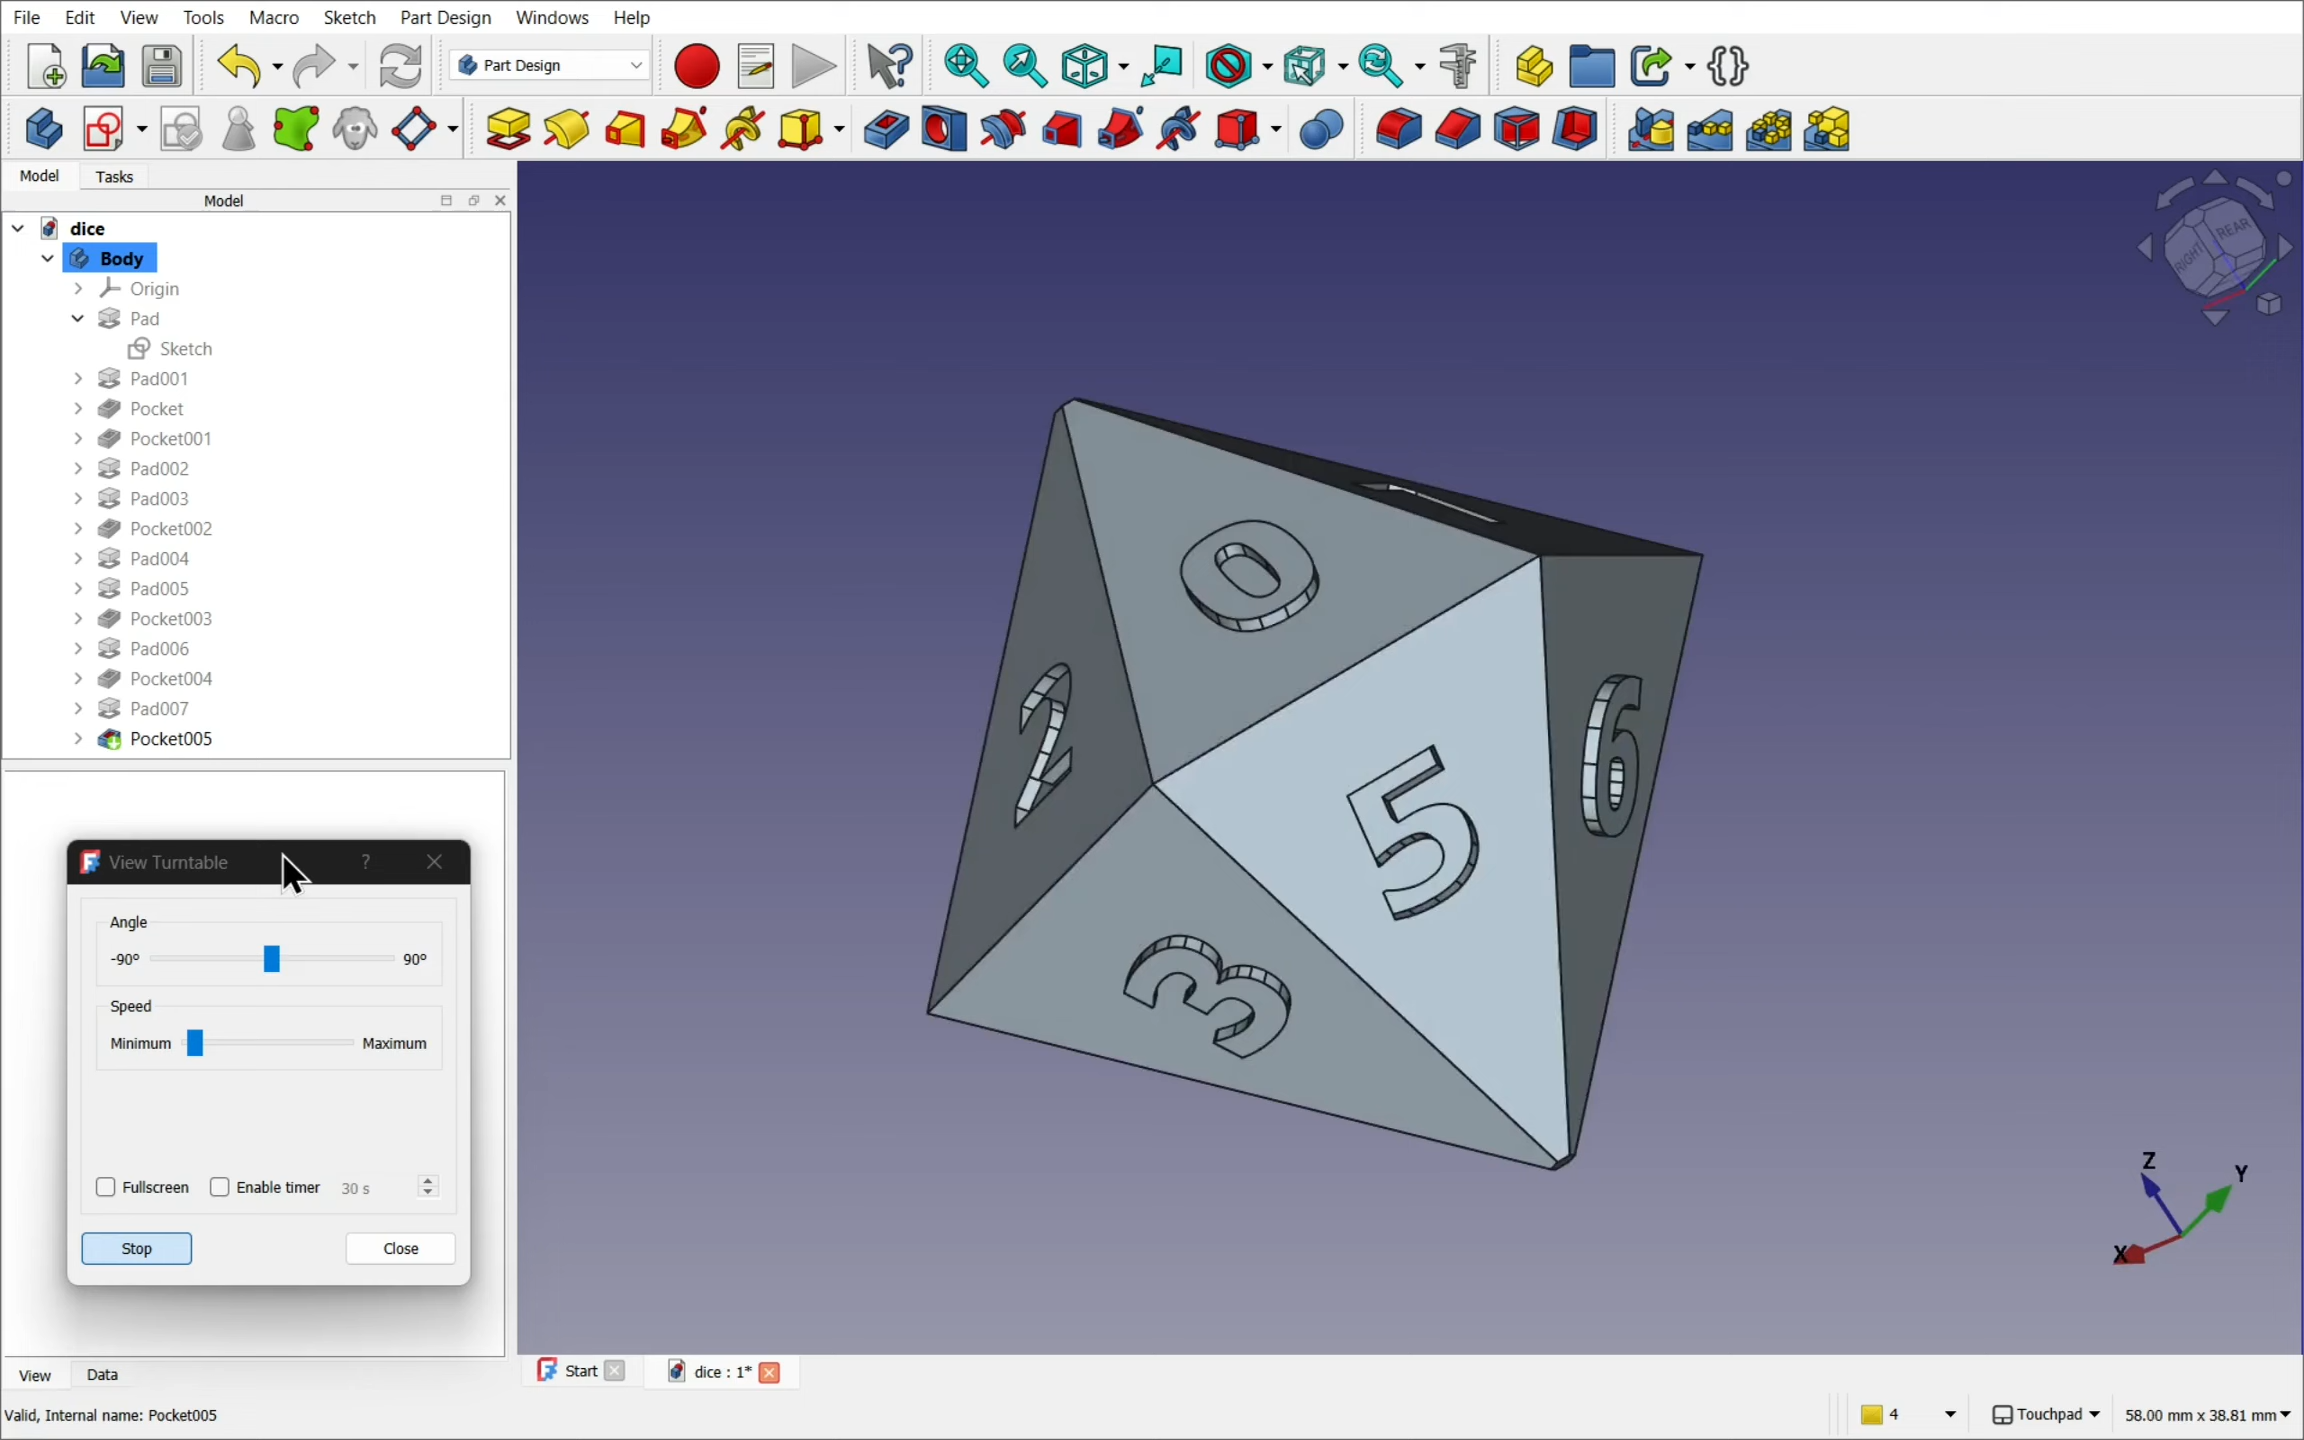 File Edit View Tools Macro Sketch Part Design Windows Help
Part Design
Model Tasks
Model
dice
Body
Origin
Pad
Sketch
Pad001
Pocket
Pocket001
Pad002
Pad003
Pocket002
Pad004
Pad005
Pocket003
Pad006
Pocket004
Pad007
Pocket005
View Turntable ?
Angle
-90° 90°
Speed
Minimum Maximum
Fullscreen Enable timer 30 s
Stop Close
View Data
Valid, Internal name: Pocket005
RIGHT REAR
0
1
2
5
6
3
Z
Y
X
Start dice : 1*
4 Touchpad 58.00 mm x 38.81 mm